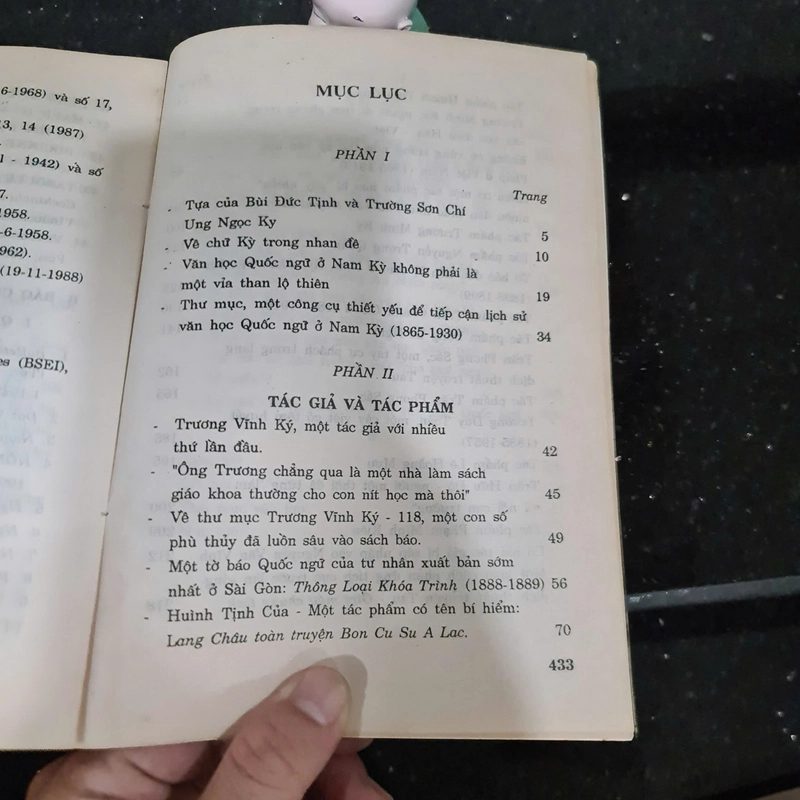 6-1968) và số 17,
13, 14 (1987)
1 - 1942) và số
7.
1958.
-6-1958.
962).
(19-11-1988)
es (BSEI),
MỤC LỤC
PHẦN I
Trang
- Tựa của Bùi Đức Tịnh và Trường Sơn Chí
Ung Ngọc Ky 5
- Về chữ Kỳ trong nhan đề 10
- Văn học Quốc ngữ ở Nam Kỳ không phải là
một vỉa than lộ thiên 19
- Thư mục, một công cụ thiết yếu để tiếp cận lịch sử
văn học Quốc ngữ ở Nam Kỳ (1865-1930) 34
PHẦN II
TÁC GIẢ VÀ TÁC PHẨM
- Trương Vĩnh Ký, một tác giả với nhiều
thứ lần đầu. 42
- "Ông Trương chẳng qua là một nhà làm sách
giáo khoa thường cho con nít học mà thôi" 45
- Về thư mục Trương Vĩnh Ký - 118, một con số
phù thủy đã luồn sâu vào sách báo. 49
- Một tờ báo Quốc ngữ của tư nhân xuất bản sớm
nhất ở Sài Gòn: Thông Loại Khóa Trình (1888-1889) 56
- Huình Tịnh Của - Một tác phẩm có tên bí hiểm:
Lang Châu toàn truyện Bon Cu Su A Lac. 70
433